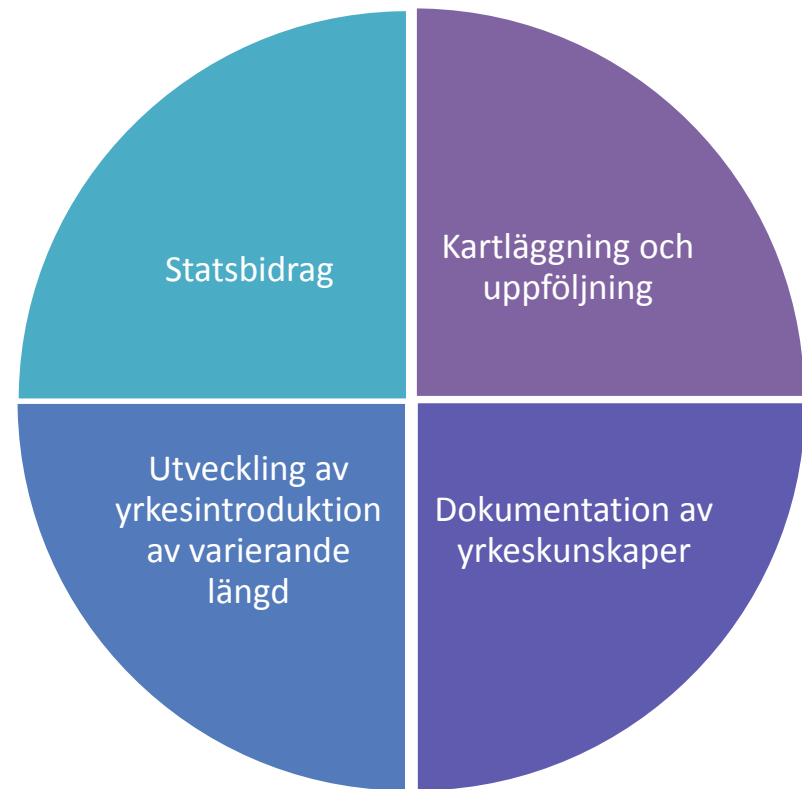 Statsbidrag
Kartläggning och
uppföljning
Utveckling av
yrkesintroduktion
av varierande
längd
Dokumentation av
yrkeskunskaper